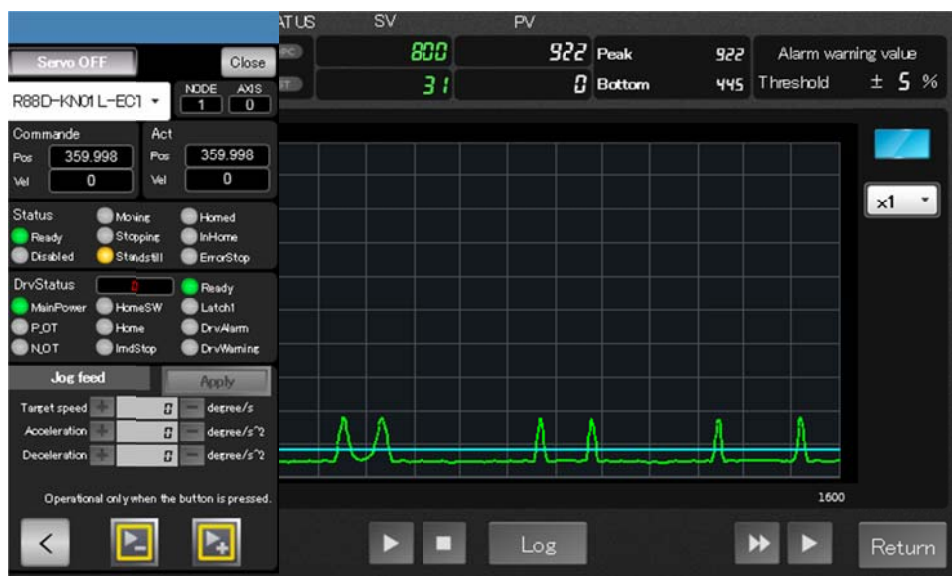 ATUS SV PV
Servo OFF Close
800 922 Peak 922 Alarm warning value
31 0 Bottom 445 Threshold ± 5 %
R88D-KN01L-EC1 NODE AXIS
1 0
Commande Act
Pos 359.998 Pos 359.998
Vel 0 Vel 0
x1
Status Moving Homed
Ready Stopping InHome
Disabled Standstill ErrorStop
DrvStatus 0 Ready
MainPower HomeSW Latch1
P_OT Home DrvAlarm
N_OT ImdStop DrvWarning
Jog feed Apply
Target speed + 0 - degree/s
Acceleration + 0 - degree/s^2
Deceleration + 0 - degree/s^2
Operational only when the button is pressed.
1600
Log Return